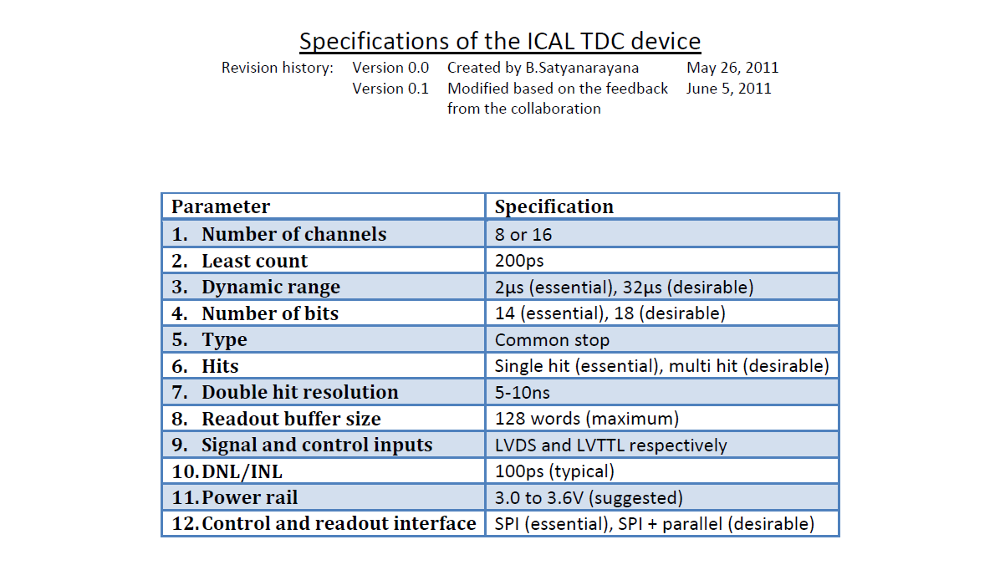 Specifications of the ICAL TDC device
Revision history: Version 0.0 Created by B.Satyanarayana May 26, 2011
Version 0.1 Modified based on the feedback June 5, 2011
from the collaboration
Parameter Specification
1. Number of channels 8 or 16
2. Least count 200ps
3. Dynamic range 2µs (essential), 32µs (desirable)
4. Number of bits 14 (essential), 18 (desirable)
5. Type Common stop
6. Hits Single hit (essential), multi hit (desirable)
7. Double hit resolution 5-10ns
8. Readout buffer size 128 words (maximum)
9. Signal and control inputs LVDS and LVTTL respectively
10. DNL/INL 100ps (typical)
11. Power rail 3.0 to 3.6V (suggested)
12. Control and readout interface SPI (essential), SPI + parallel (desirable)